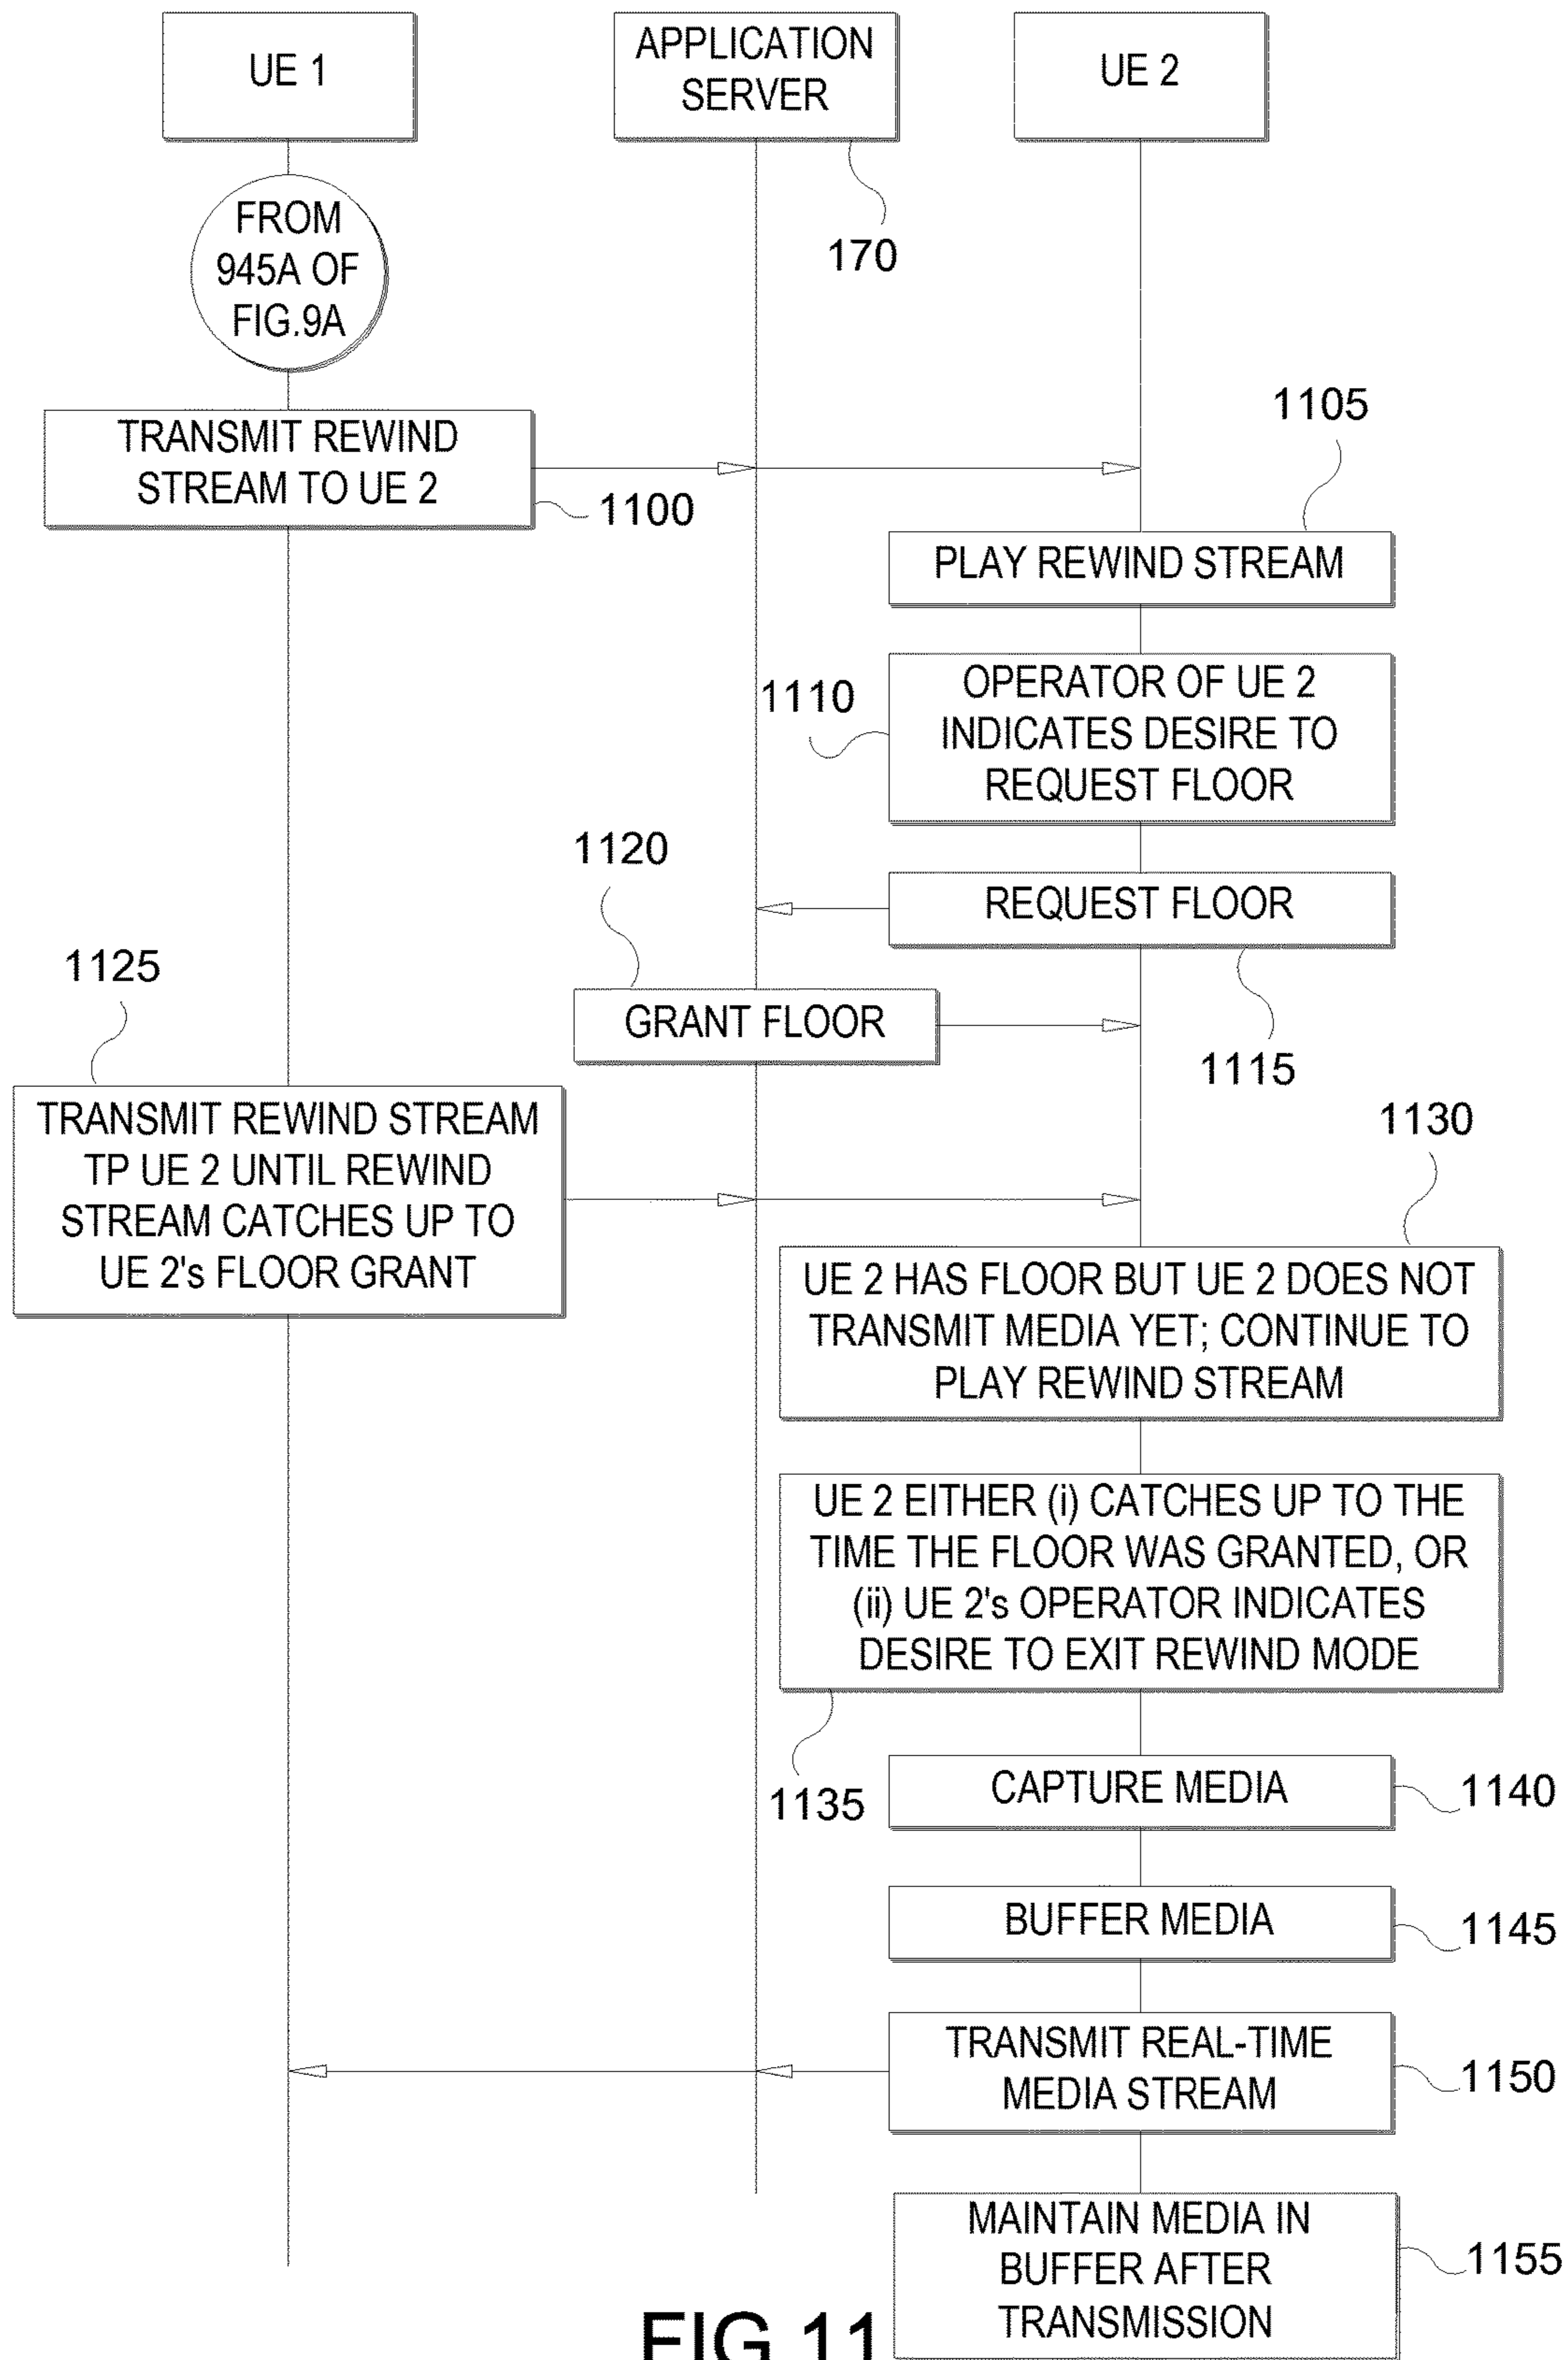 UE 1
APPLICATION
SERVER
UE 2
170
FROM
945A OF
FIG.9A
TRANSMIT REWIND
STREAM TO UE 2
1100
1105
PLAY REWIND STREAM
1110
OPERATOR OF UE 2
INDICATES DESIRE TO
REQUEST FLOOR
1120
REQUEST FLOOR
1115
GRANT FLOOR
1125
TRANSMIT REWIND STREAM
TP UE 2 UNTIL REWIND
STREAM CATCHES UP TO
UE 2's FLOOR GRANT
1130
UE 2 HAS FLOOR BUT UE 2 DOES NOT
TRANSMIT MEDIA YET; CONTINUE TO
PLAY REWIND STREAM
UE 2 EITHER (i) CATCHES UP TO THE
TIME THE FLOOR WAS GRANTED, OR
(ii) UE 2's OPERATOR INDICATES
DESIRE TO EXIT REWIND MODE
1135
CAPTURE MEDIA
1140
BUFFER MEDIA
1145
TRANSMIT REAL-TIME
MEDIA STREAM
1150
MAINTAIN MEDIA IN
BUFFER AFTER
TRANSMISSION
1155
FIG 11